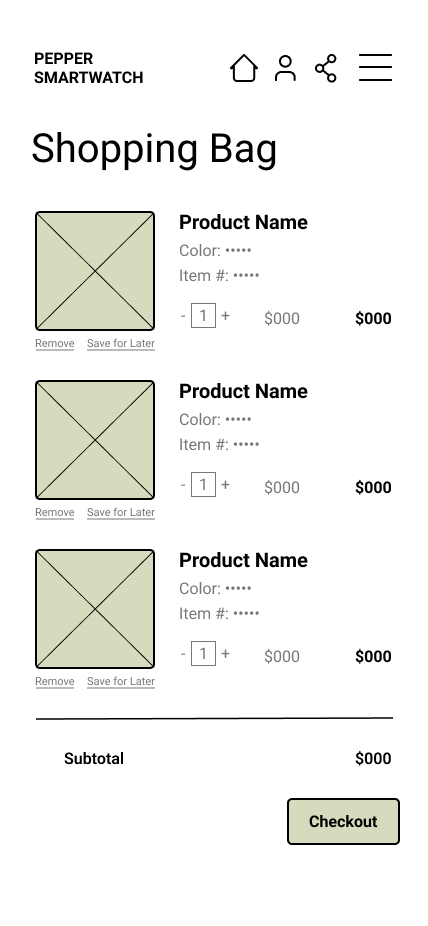 PEPPER
SMARTWATCH
Shopping Bag
Product Name
Color: •••••
Item #: •••••
- 1 + $000 $000
Remove Save for Later
Product Name
Color: •••••
Item #: •••••
- 1 + $000 $000
Remove Save for Later
Product Name
Color: •••••
Item #: •••••
- 1 + $000 $000
Remove Save for Later
Subtotal $000
Checkout